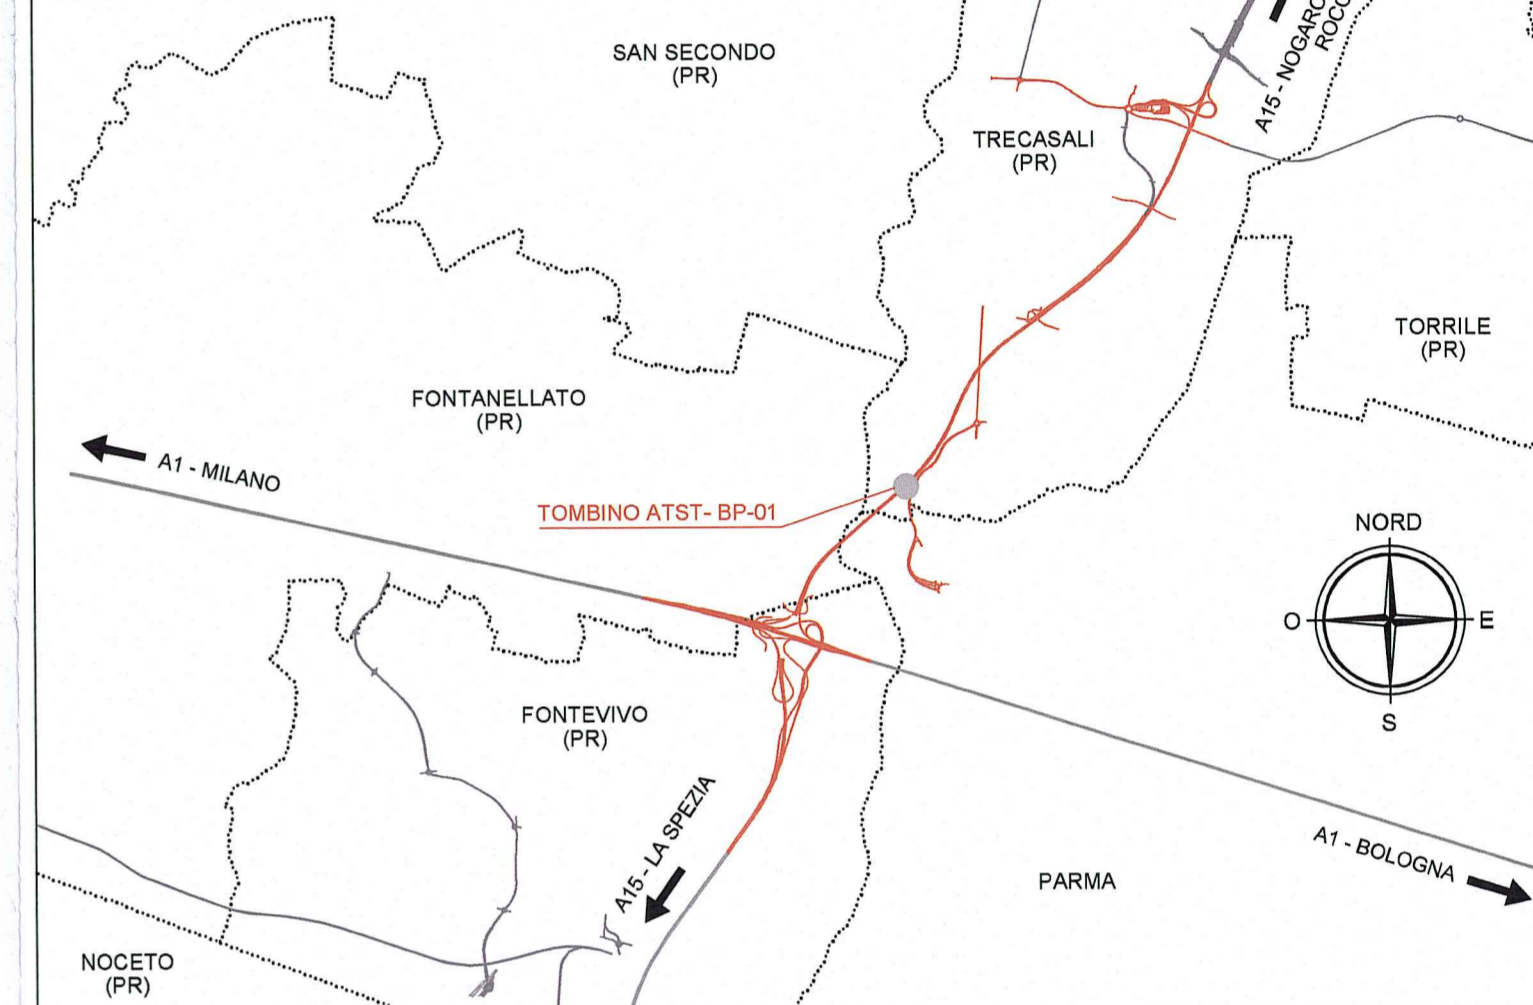 SAN SECONDO
(PR)
A15 - NOGARO
ROCC
TRECASALI
(PR)
TORRILE
(PR)
FONTANELLATO
(PR)
A1 - MILANO
TOMBINO ATST- BP-01
NORD
O
E
S
FONTEVIVO
(PR)
A15 - LA SPEZIA
A1 - BOLOGNA
PARMA
NOCETO
(PR)